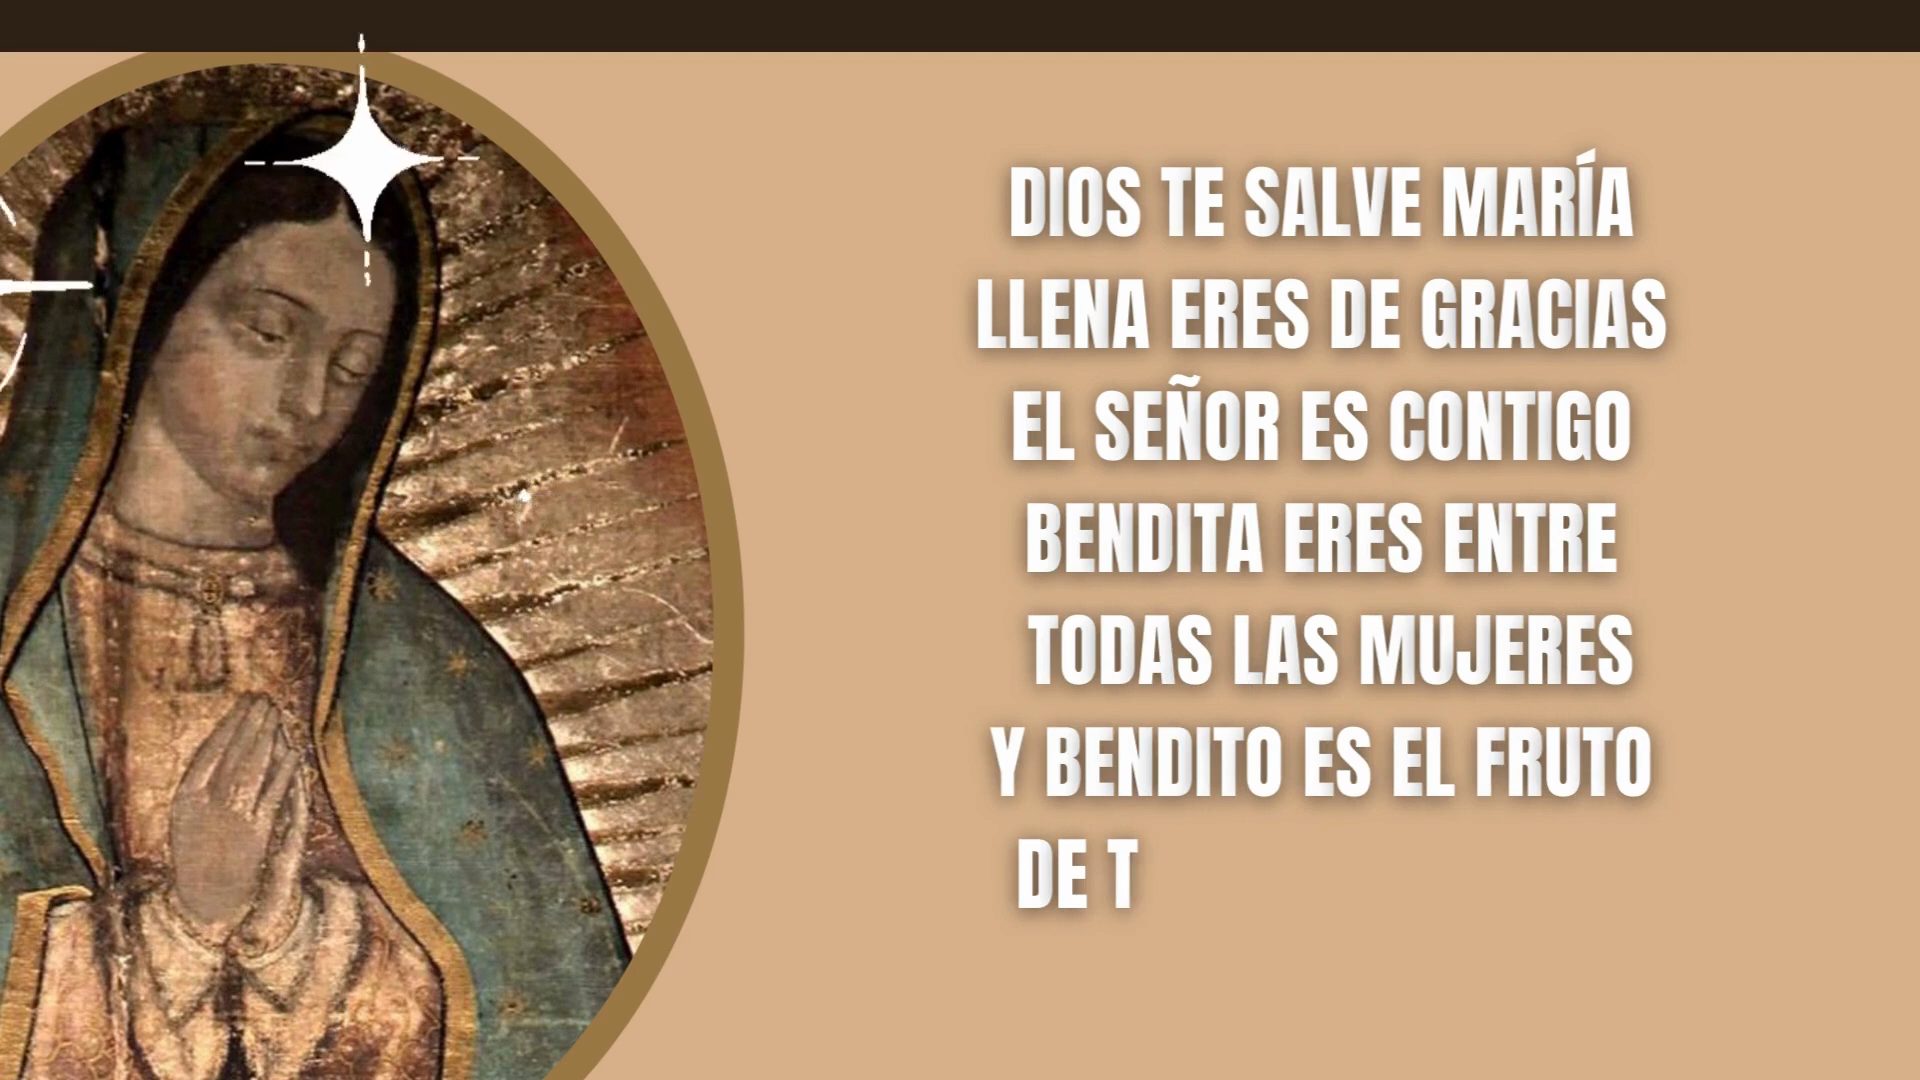 DIOS TE SALVE MARÍA
LLENA ERES DE GRACIAS
EL SEÑOR ES CONTIGO
BENDITA ERES ENTRE
TODAS LAS MUJERES
Y BENDITO ES EL FRUTO
DE T